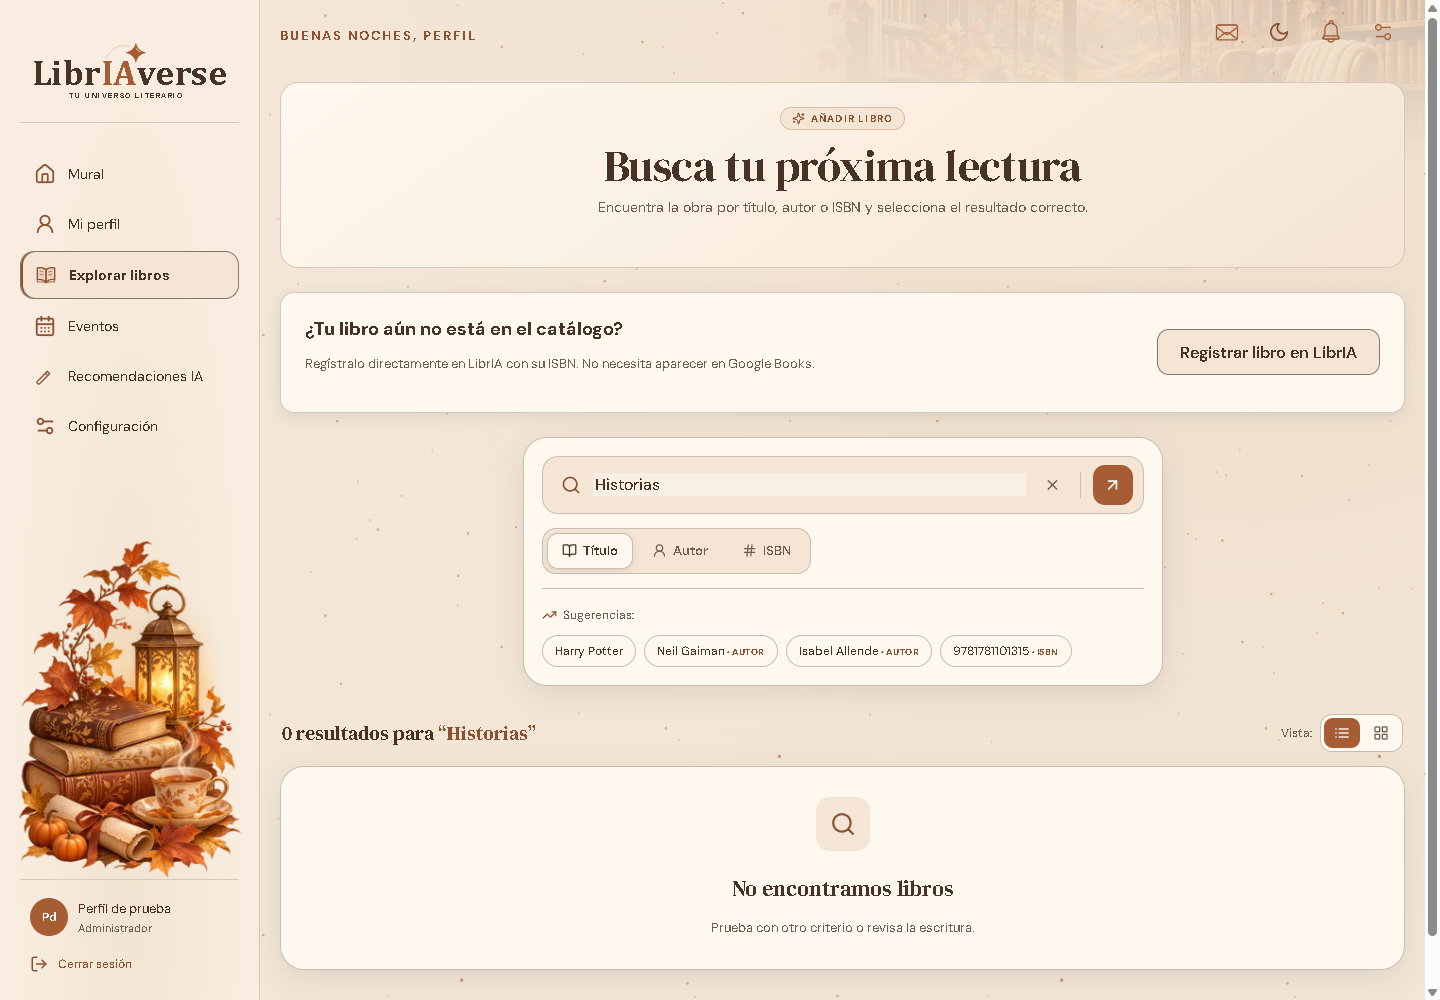 LibrIAverse
TU UNIVERSO LITERARIO
Mural
Mi perfil
Explorar libros
Eventos
Recomendaciones IA
Configuración
Pd
Perfil de prueba
Administrador
Cerrar sesión
BUENAS NOCHES, PERFIL
AÑADIR LIBRO
Busca tu próxima lectura
Encuentra la obra por título, autor o ISBN y selecciona el resultado correcto.
¿Tu libro aún no está en el catálogo?
Regístralo directamente en LibrIA con su ISBN. No necesita aparecer en Google Books.
Registrar libro en LibrIA
Historias
Título
Autor
ISBN
Sugerencias:
Harry Potter
Neil Gaiman · AUTOR
Isabel Allende · AUTOR
9781781101315 · ISBN
0 resultados para “Historias”
Vista:
No encontramos libros
Prueba con otro criterio o revisa la escritura.